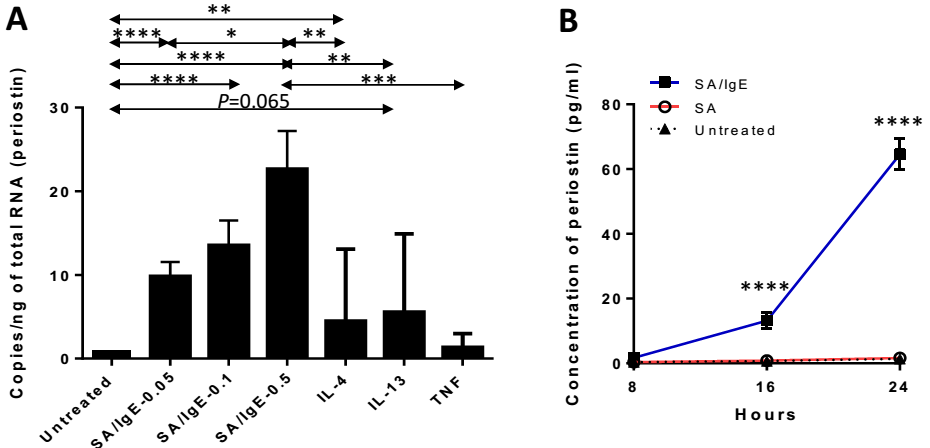 A
**
**** * **
**** **
**** ***
P=0.065
Copies/ng of total RNA (periostin)
30
20
10
0
Untreated
SA/IgE-0.05
SA/IgE-0.1
SA/IgE-0.5
IL-4
IL-13
TNF
B
Concentration of periostin (pg/ml)
SA/IgE
SA
Untreated
80
60
40
20
0
****
****
8 16 24
Hours